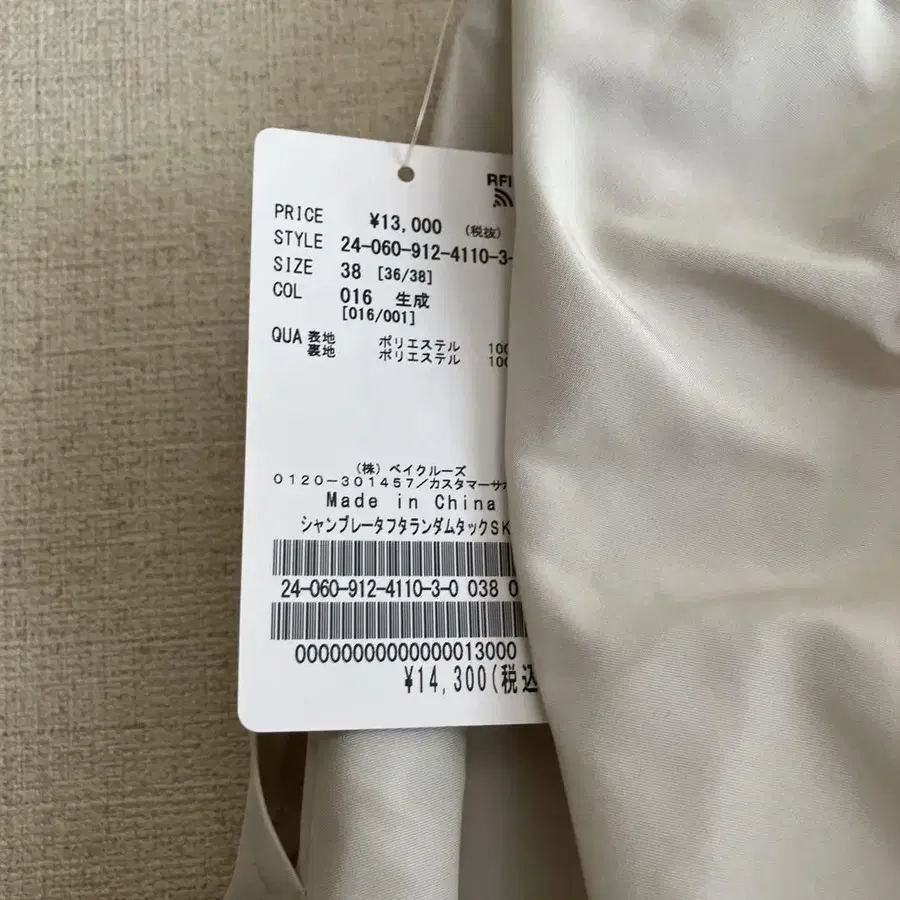 RFI
PRICE ¥13,000 (税抜)
STYLE 24-060-912-4110-3-
SIZE 38 [36/38]
COL 016 生成
[016/001]
QUA 表地 ポリエステル 100
裏地 ポリエステル 100
(株)ベイクルーズ
0120-301457/カスタマーサ
Made in China
シャンブレータフタランダムタックSK
24-060-912-4110-3-0 038 0
00000000000000013000
¥14,300(税込